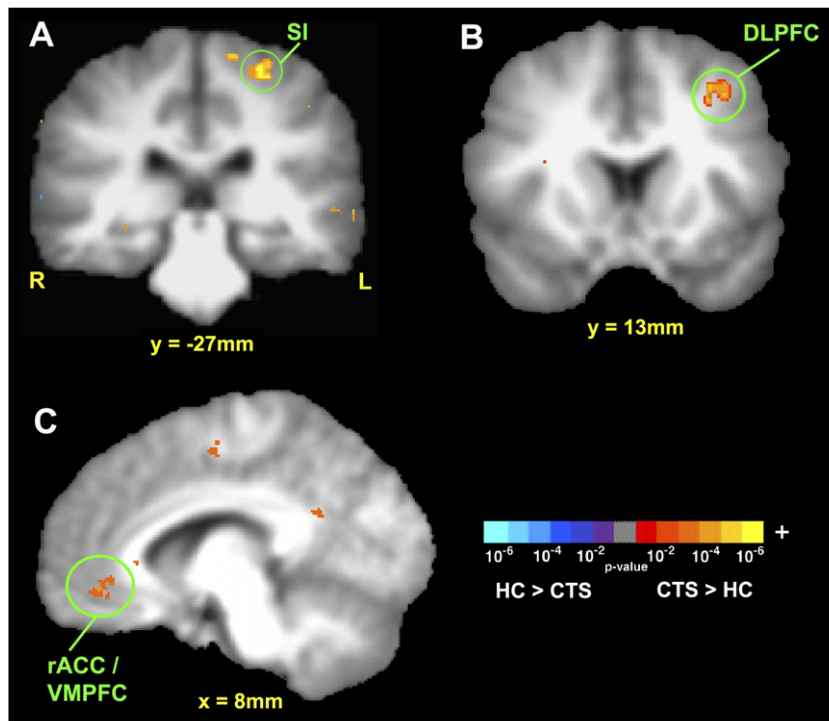 A
SI
R
L
y = -27mm
B
DLPFC
y = 13mm
C
rACC /
VMPFC
x = 8mm
+
10-6 10-4 10-2 10-2 10-4 10-6
p-value
HC > CTS CTS > HC